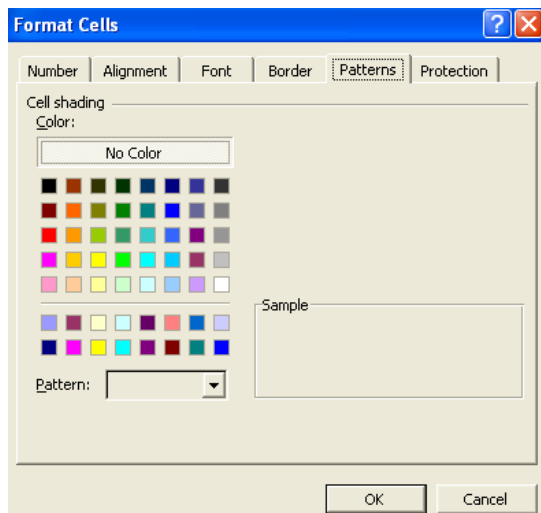 Format Cells
Number Alignment Font Border Patterns Protection
Cell shading
Color:
No Color
Sample
Pattern:
OK Cancel